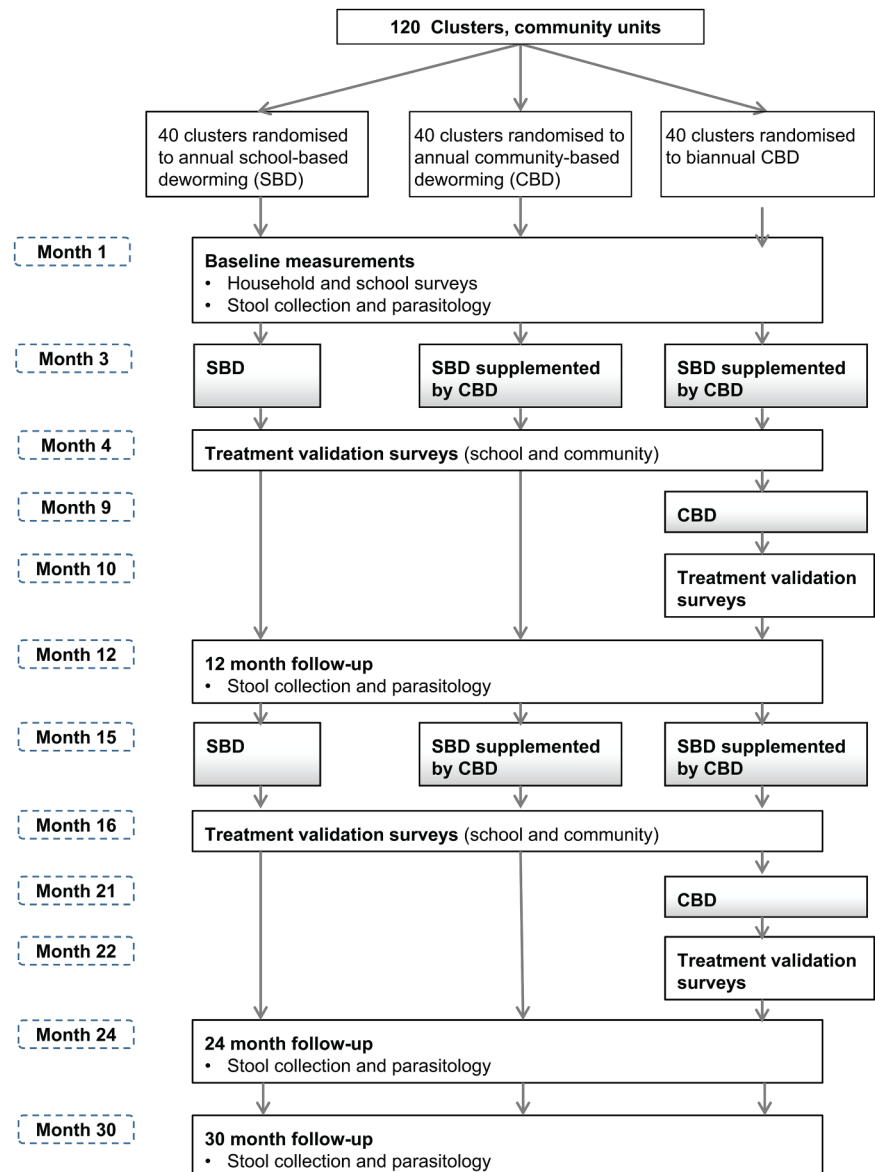 120 Clusters, community units
40 clusters randomised
to annual school-based
deworming (SBD)
40 clusters randomised to
annual community-based
deworming (CBD)
40 clusters randomised
to biannual CBD
Month 1
Baseline measurements
• Household and school surveys
• Stool collection and parasitology
Month 3
SBD
SBD supplemented
by CBD
SBD supplemented
by CBD
Month 4
Treatment validation surveys (school and community)
Month 9
CBD
Month 10
Treatment validation
surveys
Month 12
12 month follow-up
• Stool collection and parasitology
Month 15
SBD
SBD supplemented
by CBD
SBD supplemented
by CBD
Month 16
Treatment validation surveys (school and community)
Month 21
CBD
Month 22
Treatment validation
surveys
Month 24
24 month follow-up
• Stool collection and parasitology
Month 30
30 month follow-up
• Stool collection and parasitology